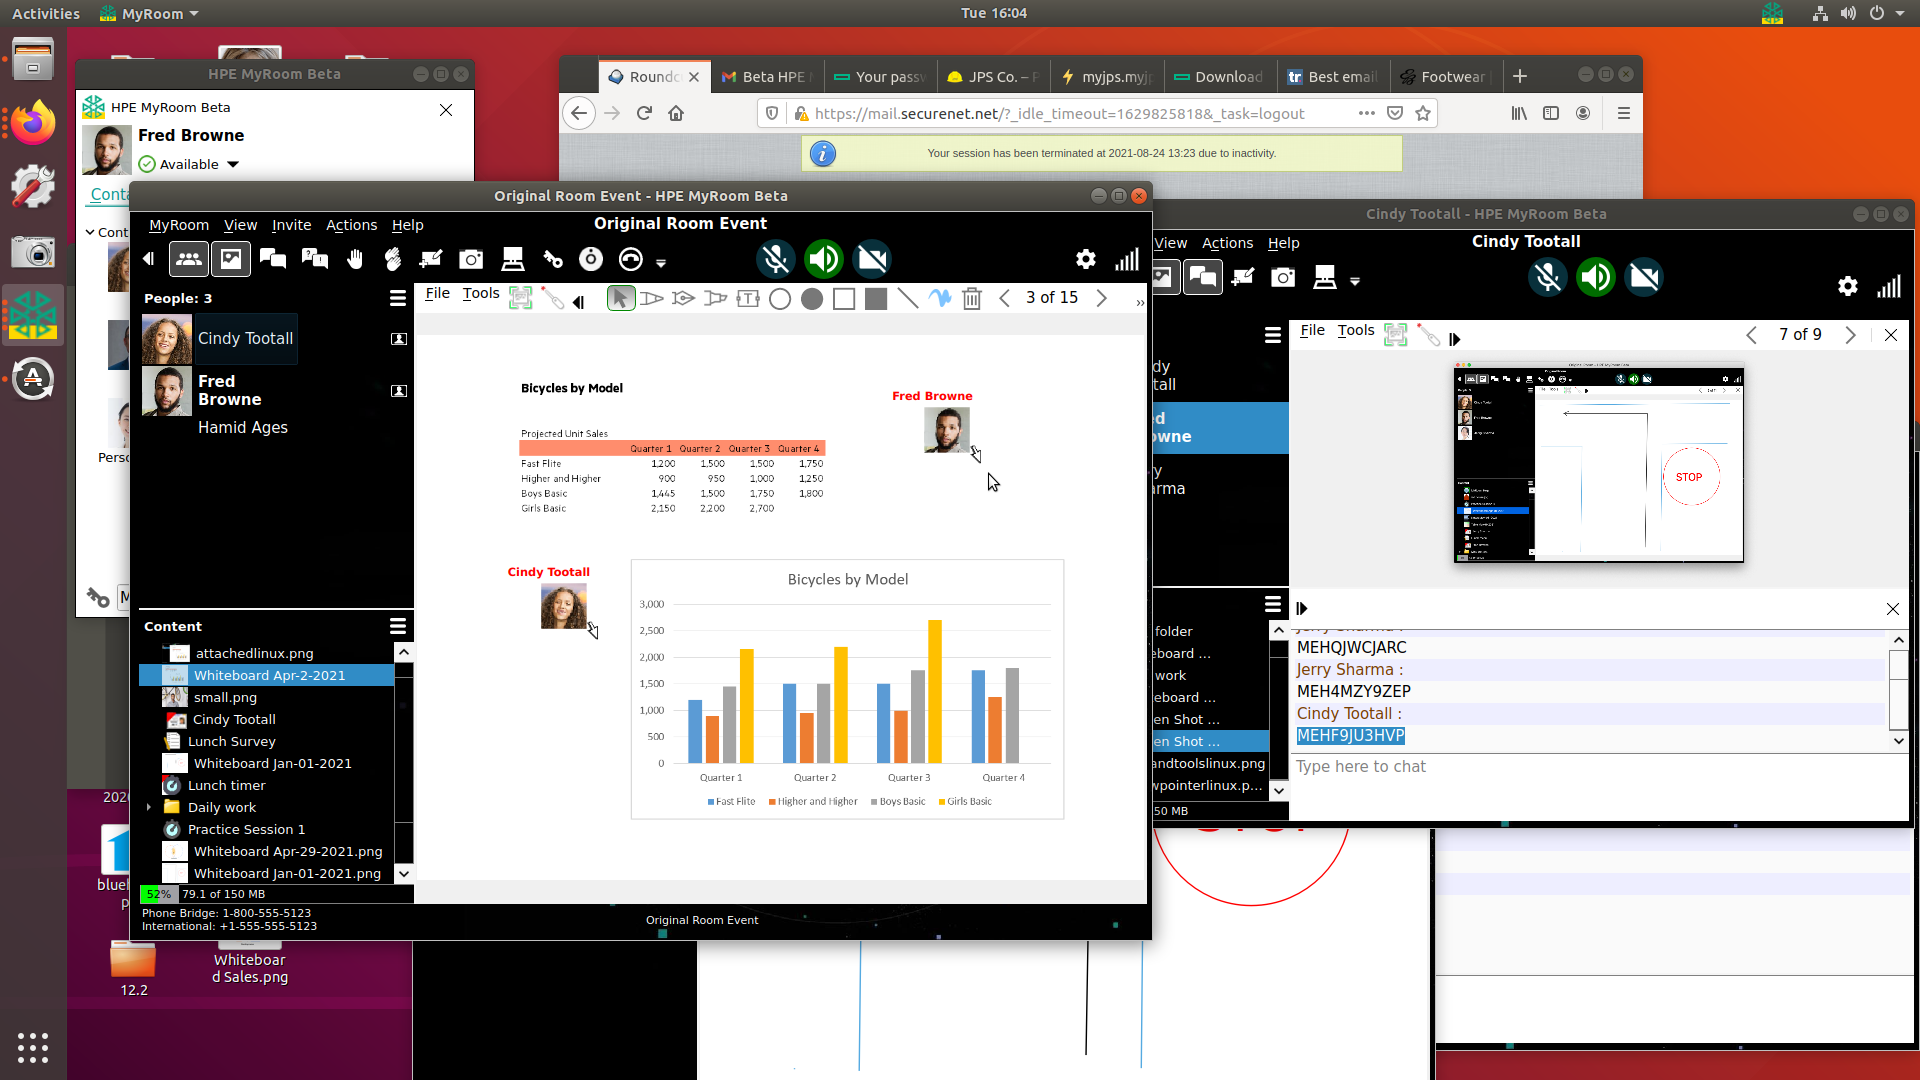 Activities
MyRoom
Tue 16:04
HPE MyRoom Beta
HPE MyRoom Beta
Fred Browne
Available
Conta
Cont
Perso
M
Roundc
Beta HPE
Your passw
JPS Co. –
myjps.myjp
Download
Best email
Footwear
https://mail.securenet.net/?_idle_timeout=1629825818&_task=logout
Your session has been terminated at 2021-08-24 13:23 due to inactivity.
Original Room Event - HPE MyRoom Beta
MyRoom View Invite Actions Help
Original Room Event
People: 3
Cindy Tootall
Fred
Browne
Hamid Ages
File Tools
3 of 15
Bicycles by Model
Projected Unit Sales
Quarter 1 Quarter 2 Quarter 3 Quarter 4
Fast Flite 1,200 1,500 1,500 1,750
Higher and Higher 900 950 1,000 1,250
Boys Basic 1,445 1,500 1,750 1,800
Girls Basic 2,150 2,200 2,700
Fred Browne
Cindy Tootall
Bicycles by Model
3,000
2,500
2,000
1,500
1,000
500
0
Quarter 1 Quarter 2 Quarter 3 Quarter 4
Fast Flite Higher and Higher Boys Basic Girls Basic
Content
attachedlinux.png
Whiteboard Apr-2-2021
small.png
Cindy Tootall
Lunch Survey
Whiteboard Jan-01-2021
Lunch timer
Daily work
Practice Session 1
Whiteboard Apr-29-2021.png
Whiteboard Jan-01-2021.png
52% 79.1 of 150 MB
Phone Bridge: 1-800-555-5123
International: +1-555-555-5123
Original Room Event
Cindy Tootall - HPE MyRoom Beta
View Actions Help
Cindy Tootall
dy
tall
ed
owne
ry
arma
File Tools
7 of 9
STOP
folder
eboard ...
work
eboard ...
en Shot ...
en Shot ...
andtoolslinux.png
wpointerlinux.p...
50 MB
Jerry Sharma :
MEHQJWCJARC
Jerry Sharma :
MEH4MZY9ZEP
Cindy Tootall :
MEHF9JU3HVP
Type here to chat
202
blueh
p
12.2
Whiteboar
d Sales.png